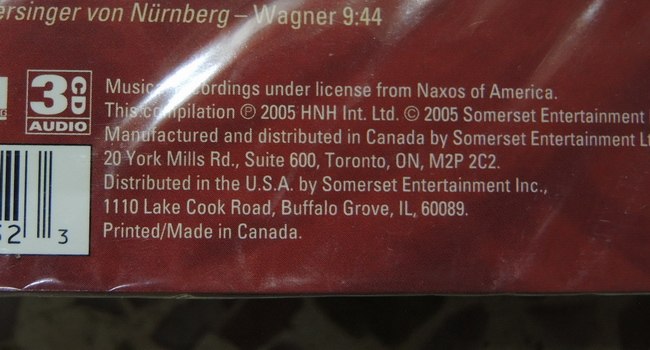 ersinger von Nürnberg – Wagner 9:44
3 CD
AUDIO
Music recordings under license from Naxos of America.
This compilation ℗ 2005 HNH Int. Ltd. © 2005 Somerset Entertainment
Manufactured and distributed in Canada by Somerset Entertainment Lt
20 York Mills Rd., Suite 600, Toronto, ON, M2P 2C2.
Distributed in the U.S.A. by Somerset Entertainment Inc.,
1110 Lake Cook Road, Buffalo Grove, IL, 60089.
Printed/Made in Canada.
2 3